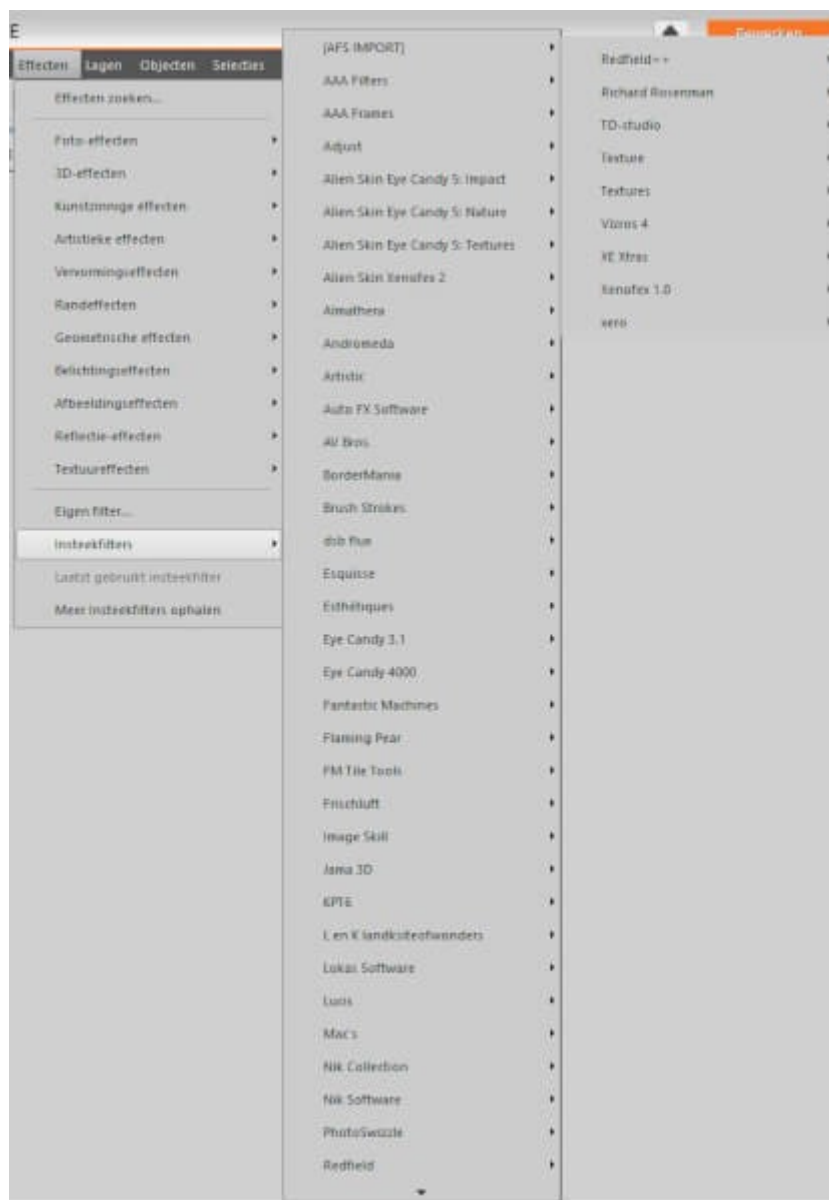 E
Bewerken
Effecten Lagen Objecten Selecties
Effecten zoeken...
Foto-effecten
3D-effecten
Kunstzinnige effecten
Artistieke effecten
Vervormingseffecten
Randeffecten
Geometrische effecten
Belichtingseffecten
Afbeeldingseffecten
Reflectie-effecten
Textuureffecten
Eigen filter...
Insteekfilters
Laatst gebruikt insteekfilter
Meer insteekfilters ophalen
[AFS IMPORT]
AAA Filters
AAA Frames
Adjust
Alien Skin Eye Candy 5: Impact
Alien Skin Eye Candy 5: Nature
Alien Skin Eye Candy 5: Textures
Alien Skin Xenofex 2
Almathera
Andromeda
Artistic
Auto FX Software
AV Bros.
BorderMania
Brush Strokes
dsb flux
Esquisse
Esthétiques
Eye Candy 3.1
Eye Candy 4000
Fantastic Machines
Flaming Pear
FM Tile Tools
Frischluft
Image Skill
Jama 3D
KPT6
L en K landksiteofwonders
Lokas Software
Lucis
Mac's
Nik Collection
Nik Software
PhotoSwizzle
Redfield
Redfield~~
Richard Rosenman
TD-studio
Texture
Textures
Vizros 4
XE Xtras
Xenofex 1.0
xero